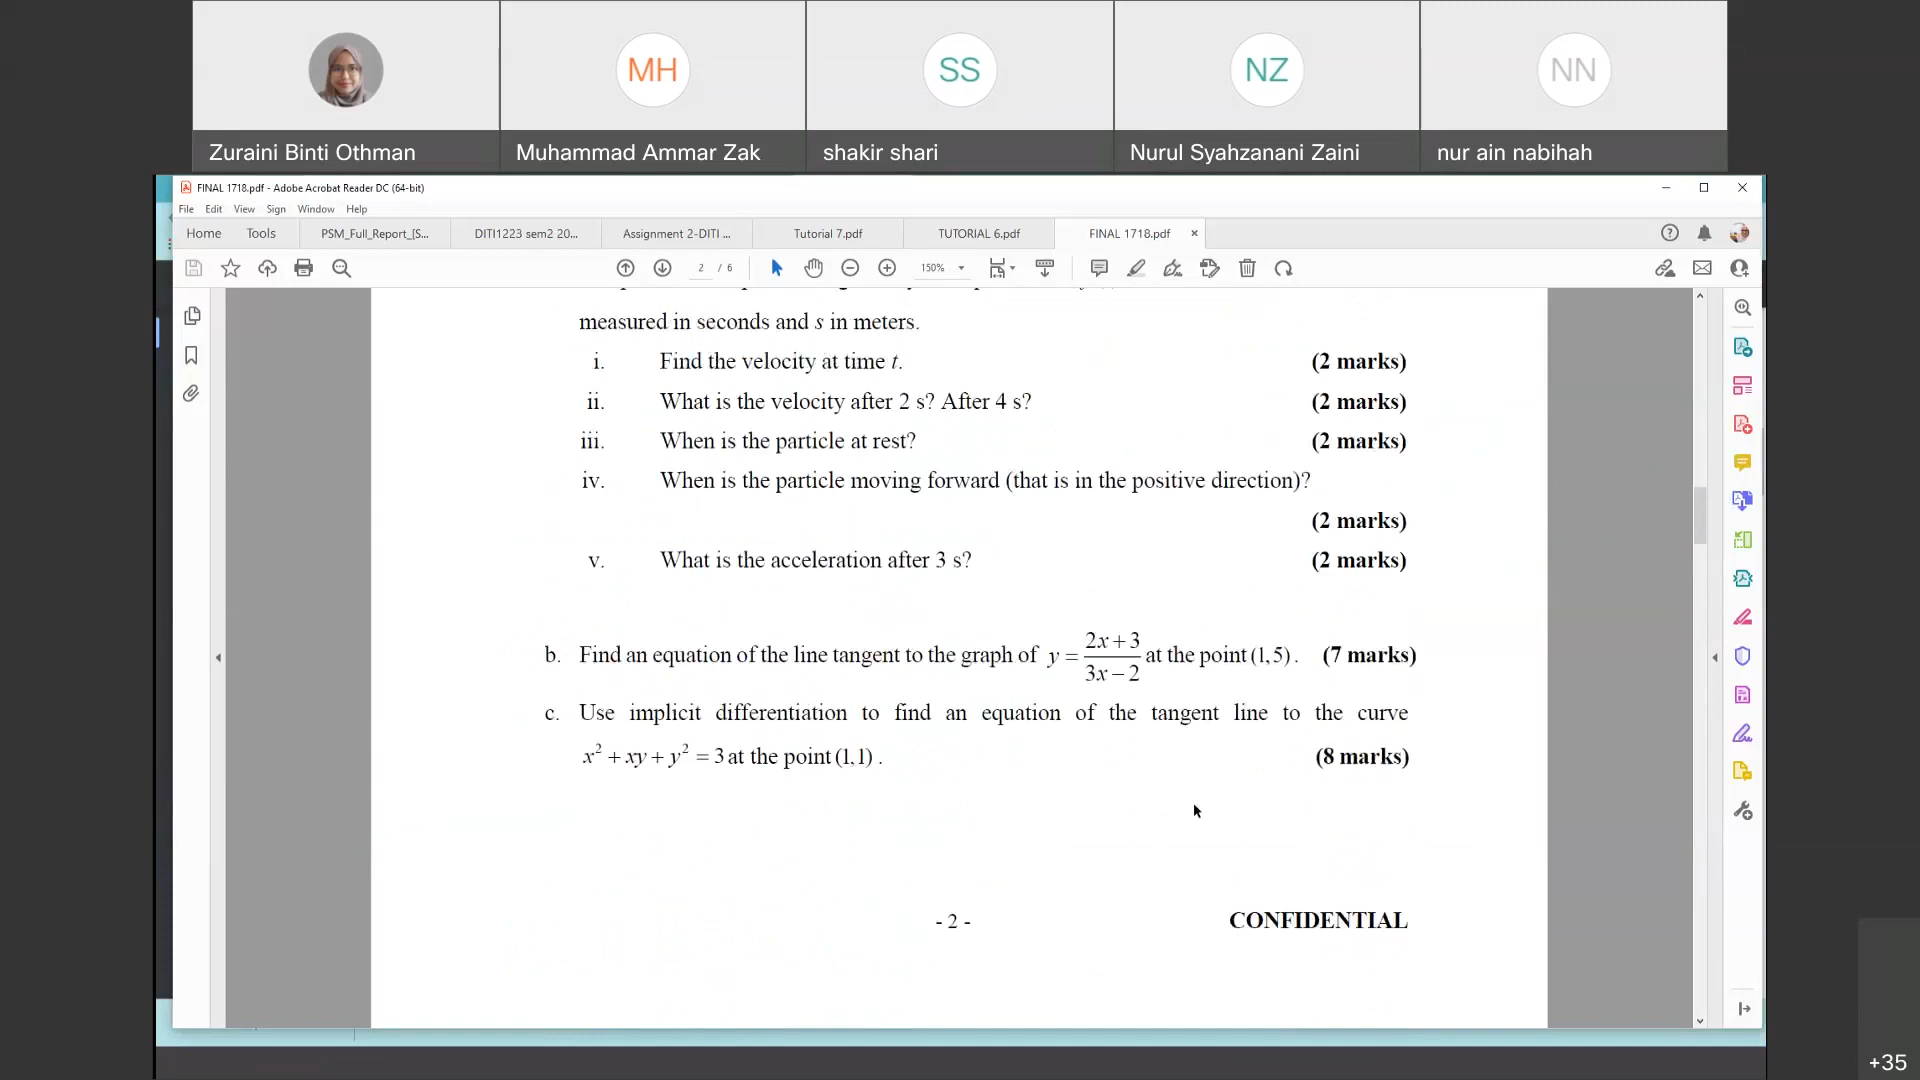 MH
SS
NZ
NN
Zuraini Binti Othman
Muhammad Ammar Zak
shakir shari
Nurul Syahzanani Zaini
nur ain nabihah
FINAL 1718.pdf - Adobe Acrobat Reader DC (64-bit)
File Edit View Sign Window Help
Home Tools PSM_Full_Report_(S... DITI1223 sem2 20... Assignment 2-DITI ... Tutorial 7.pdf TUTORIAL 6.pdf FINAL 1718.pdf
2 / 6 150%
measured in seconds and s in meters.
i. Find the velocity at time t. (2 marks)
ii. What is the velocity after 2 s? After 4 s? (2 marks)
iii. When is the particle at rest? (2 marks)
iv. When is the particle moving forward (that is in the positive direction)?
(2 marks)
v. What is the acceleration after 3 s? (2 marks)
b. Find an equation of the line tangent to the graph of y = (2x + 3)/(3x − 2) at the point (1, 5). (7 marks)
c. Use implicit differentiation to find an equation of the tangent line to the curve
x² + xy + y² = 3 at the point (1,1). (8 marks)
- 2 - CONFIDENTIAL
+35